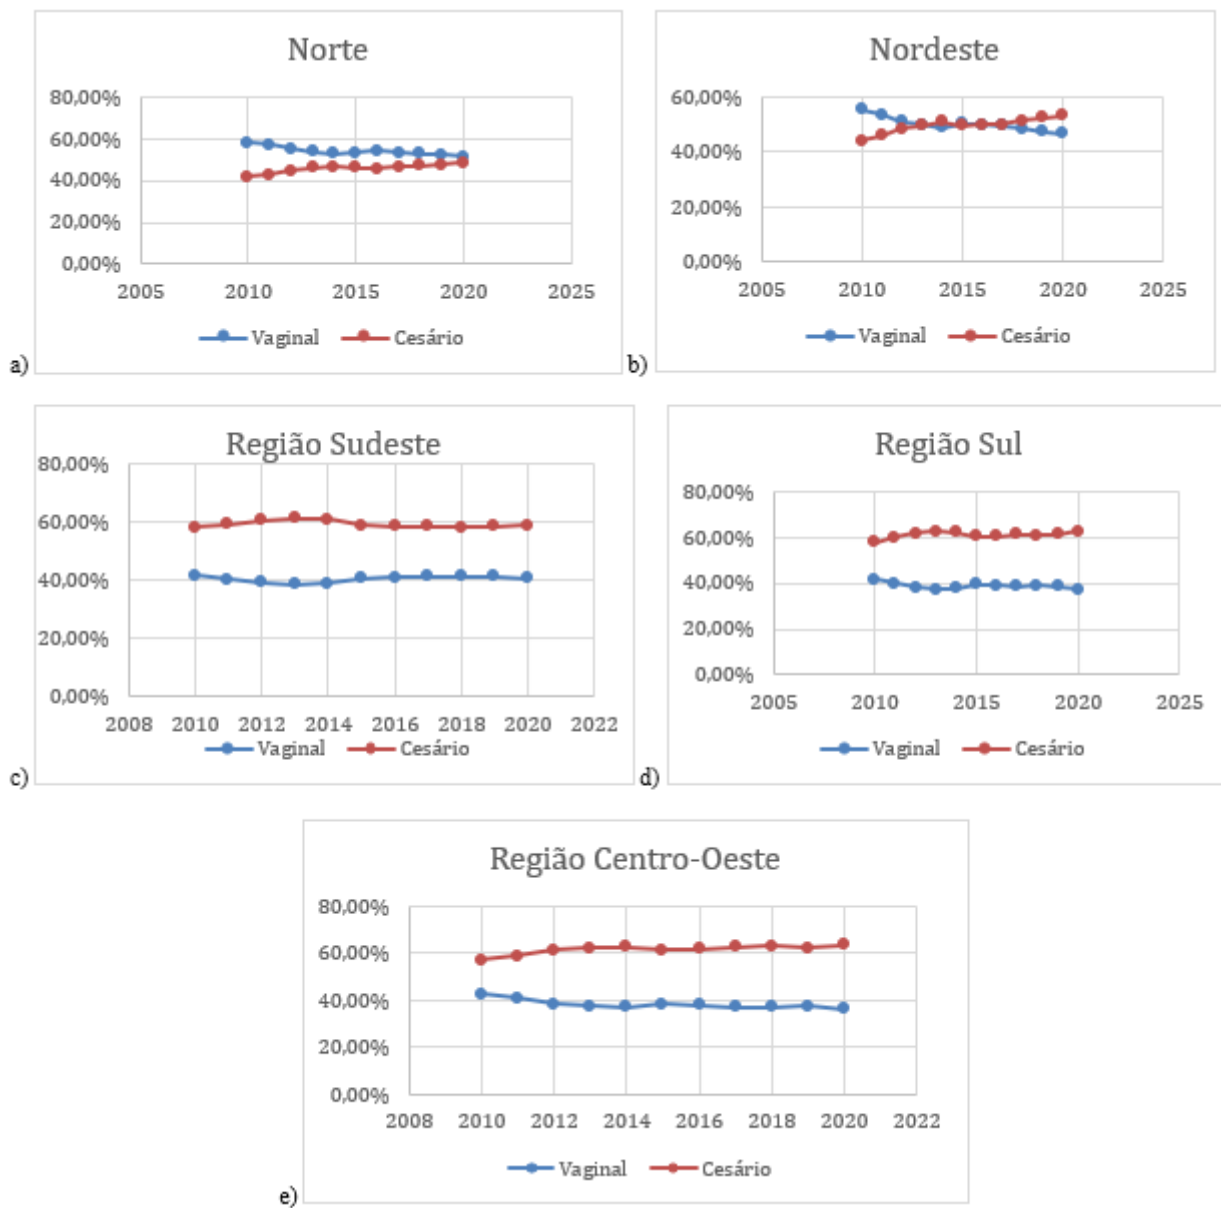 Norte
80,00%
60,00%
40,00%
20,00%
0,00%
2005 2010 2015 2020 2025
Vaginal Cesário
a)
Nordeste
60,00%
40,00%
20,00%
0,00%
2005 2010 2015 2020 2025
Vaginal Cesário
b)
Região Sudeste
80,00%
60,00%
40,00%
20,00%
0,00%
2008 2010 2012 2014 2016 2018 2020 2022
Vaginal Cesário
c)
Região Sul
80,00%
60,00%
40,00%
20,00%
0,00%
2005 2010 2015 2020 2025
Vaginal Cesário
d)
Região Centro-Oeste
80,00%
60,00%
40,00%
20,00%
0,00%
2008 2010 2012 2014 2016 2018 2020 2022
Vaginal Cesário
e)